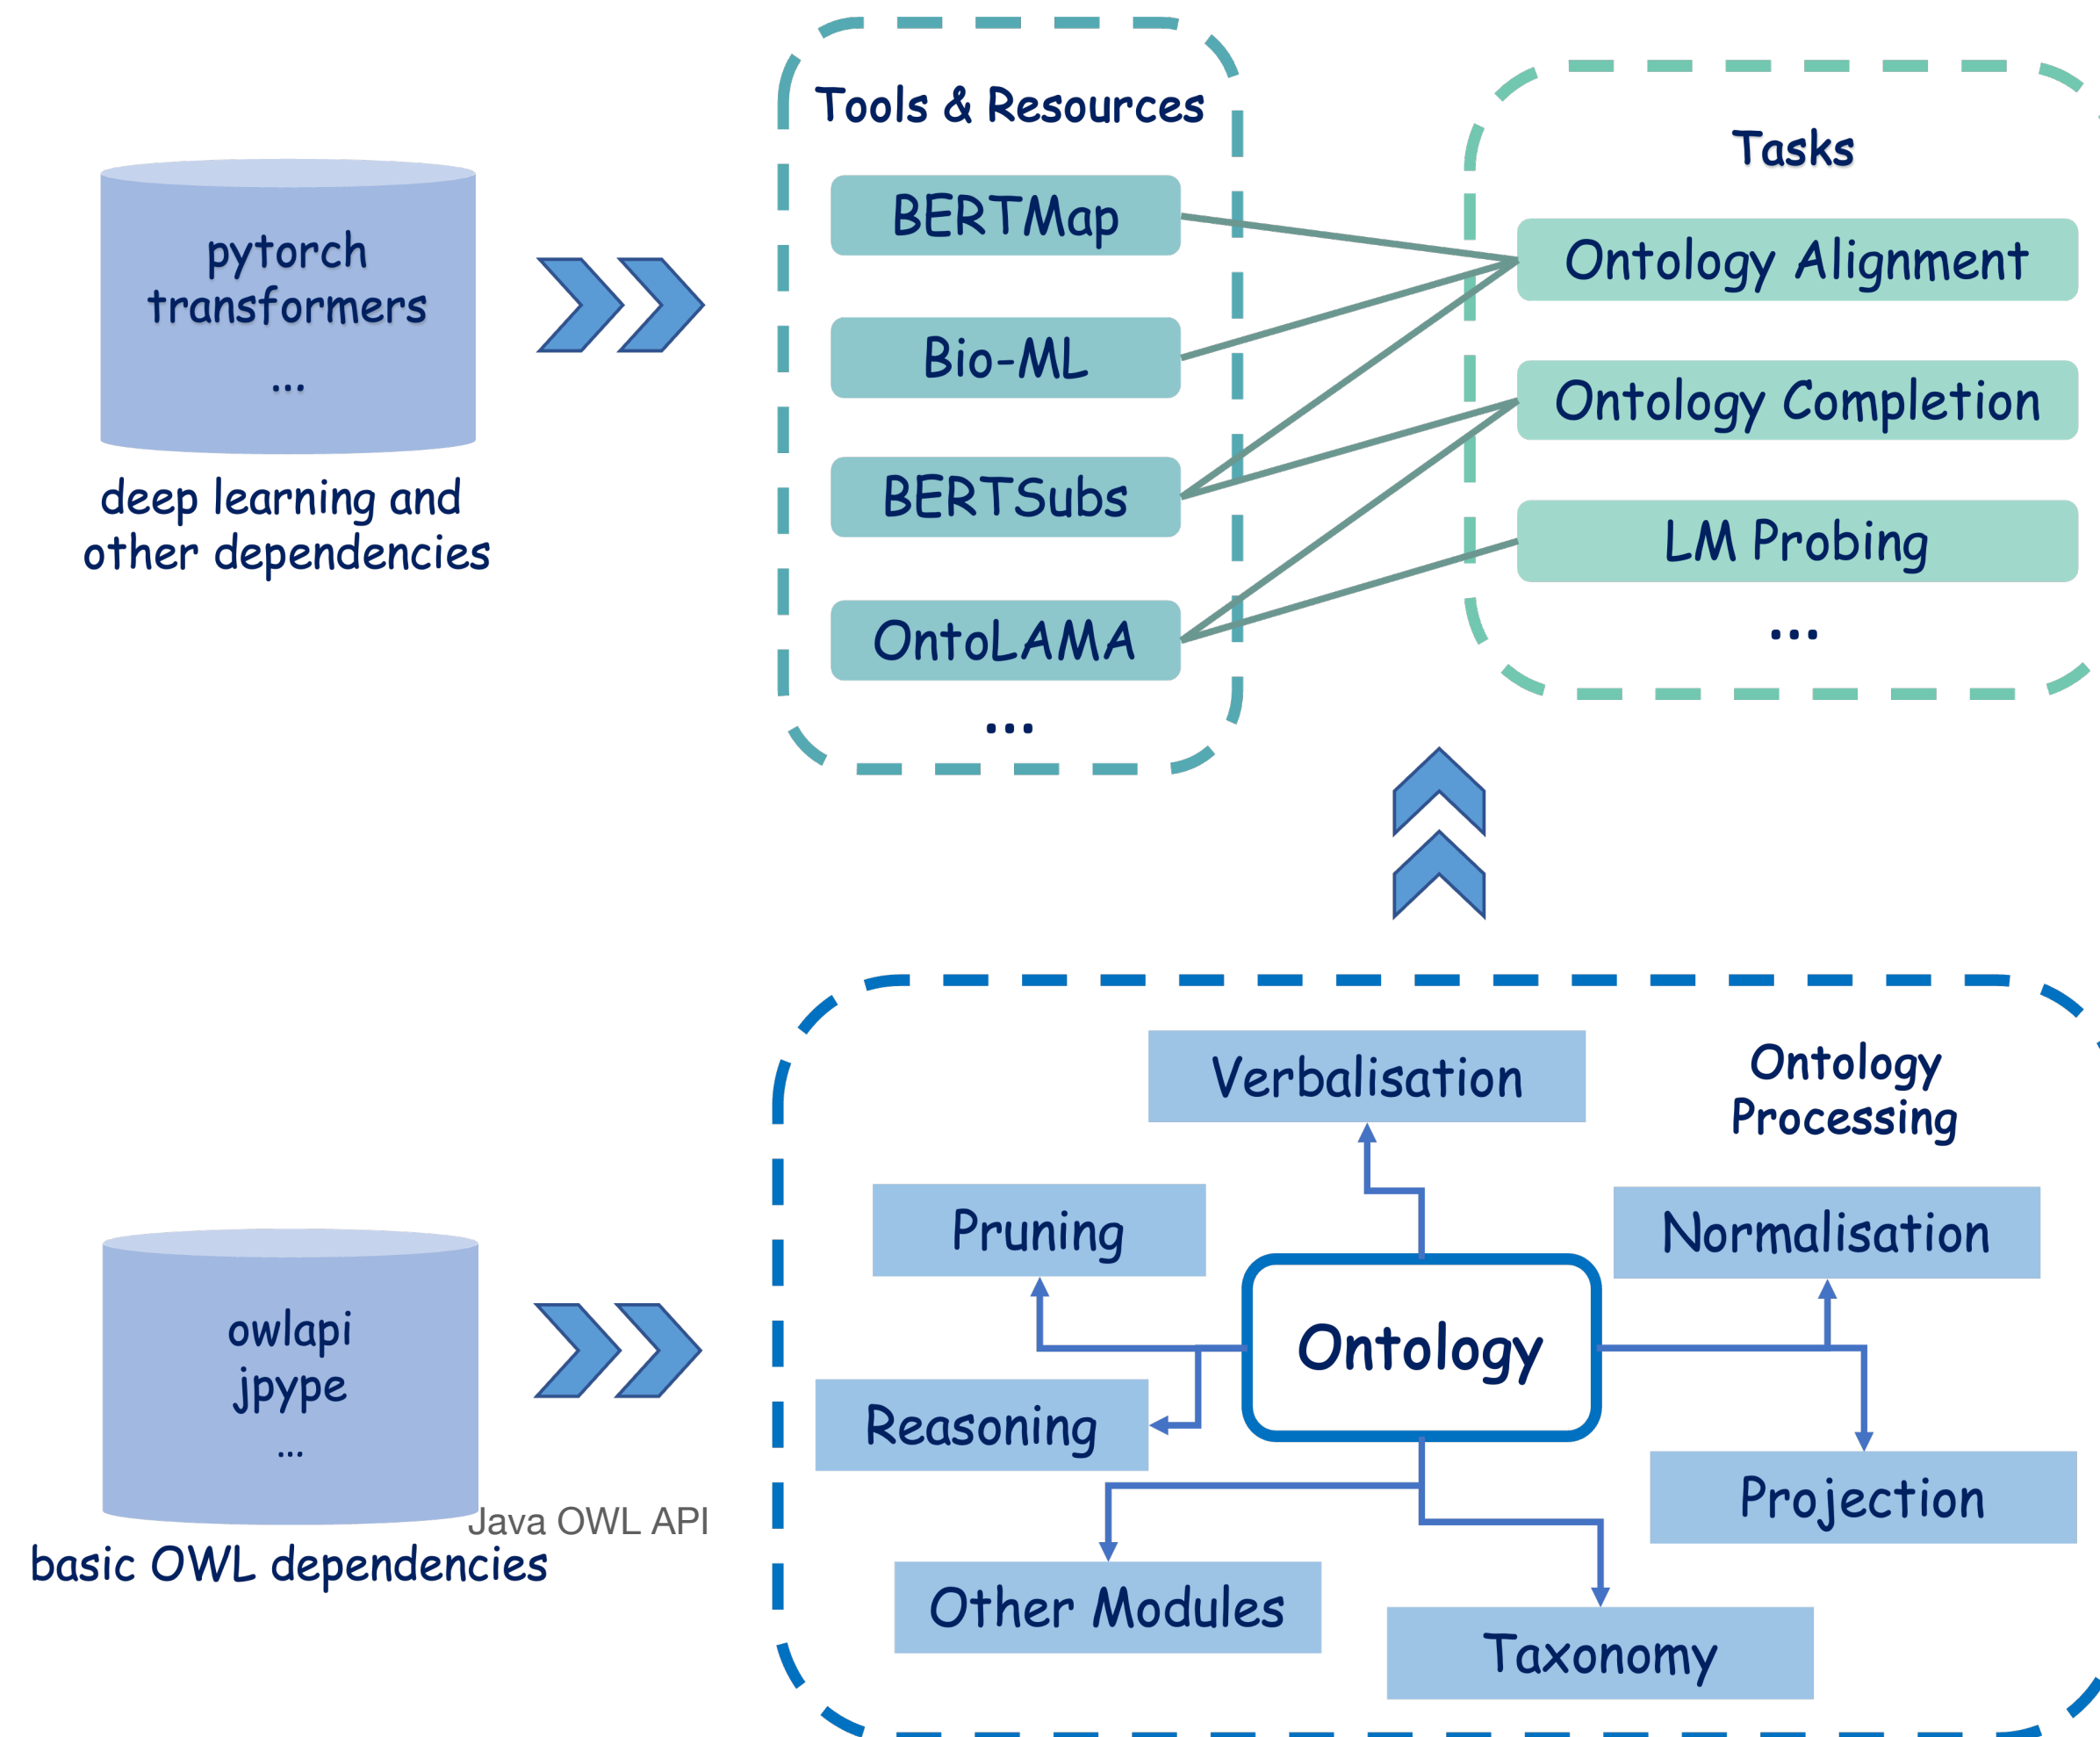 Tools & Resources
BERTMap
Bio-ML
BERTSubs
OntoLAMA
...
Tasks
Ontology Alignment
Ontology Completion
LM Probing
...
pytorch
transformers
...
deep learning and
other dependencies
Ontology
Processing
Verbalisation
Pruning
Normalisation
Ontology
Reasoning
Projection
Other Modules
Taxonomy
owlapi
jpype
...
Java OWL API
basic OWL dependencies